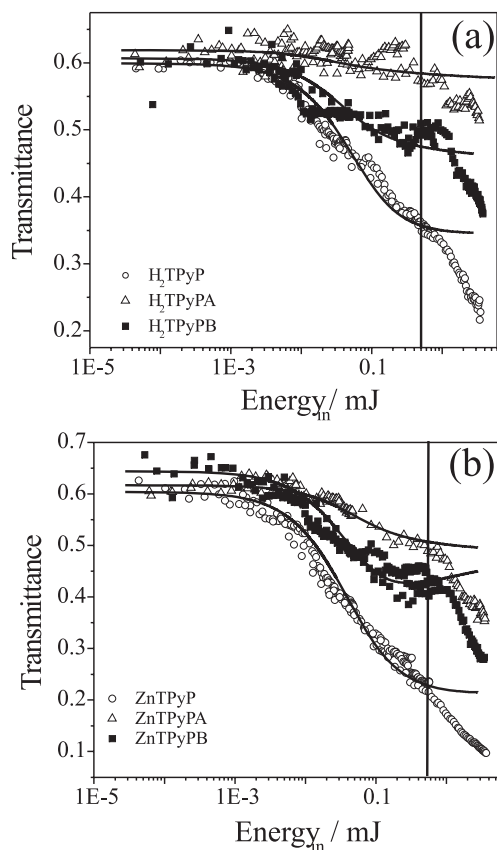 (a)
0.6
0.5
0.4
0.3
0.2
Transmittance
H₂TPyP
H₂TPyPA
H₂TPyPB
1E-5 1E-3 0.1
Energy_in / mJ
(b)
0.7
0.6
0.5
0.4
0.3
0.2
0.1
Transmittance
ZnTPyP
ZnTPyPA
ZnTPyPB
1E-5 1E-3 0.1
Energy_in / mJ